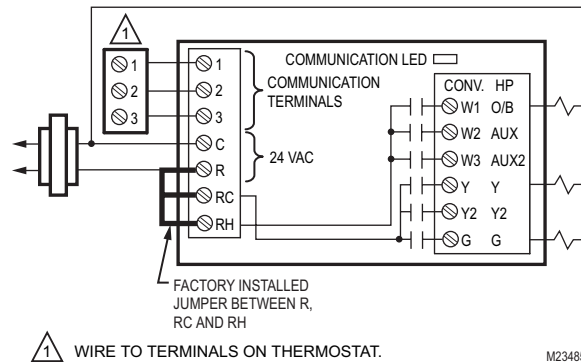 1
COMMUNICATION LED
1
2
3
1
2
3
COMMUNICATION
TERMINALS
C
R
24 VAC
RC
RH
CONV. HP
W1 O/B
W2 AUX
W3 AUX2
Y Y
Y2 Y2
G G
FACTORY INSTALLED
JUMPER BETWEEN R,
RC AND RH
1 WIRE TO TERMINALS ON THERMOSTAT.